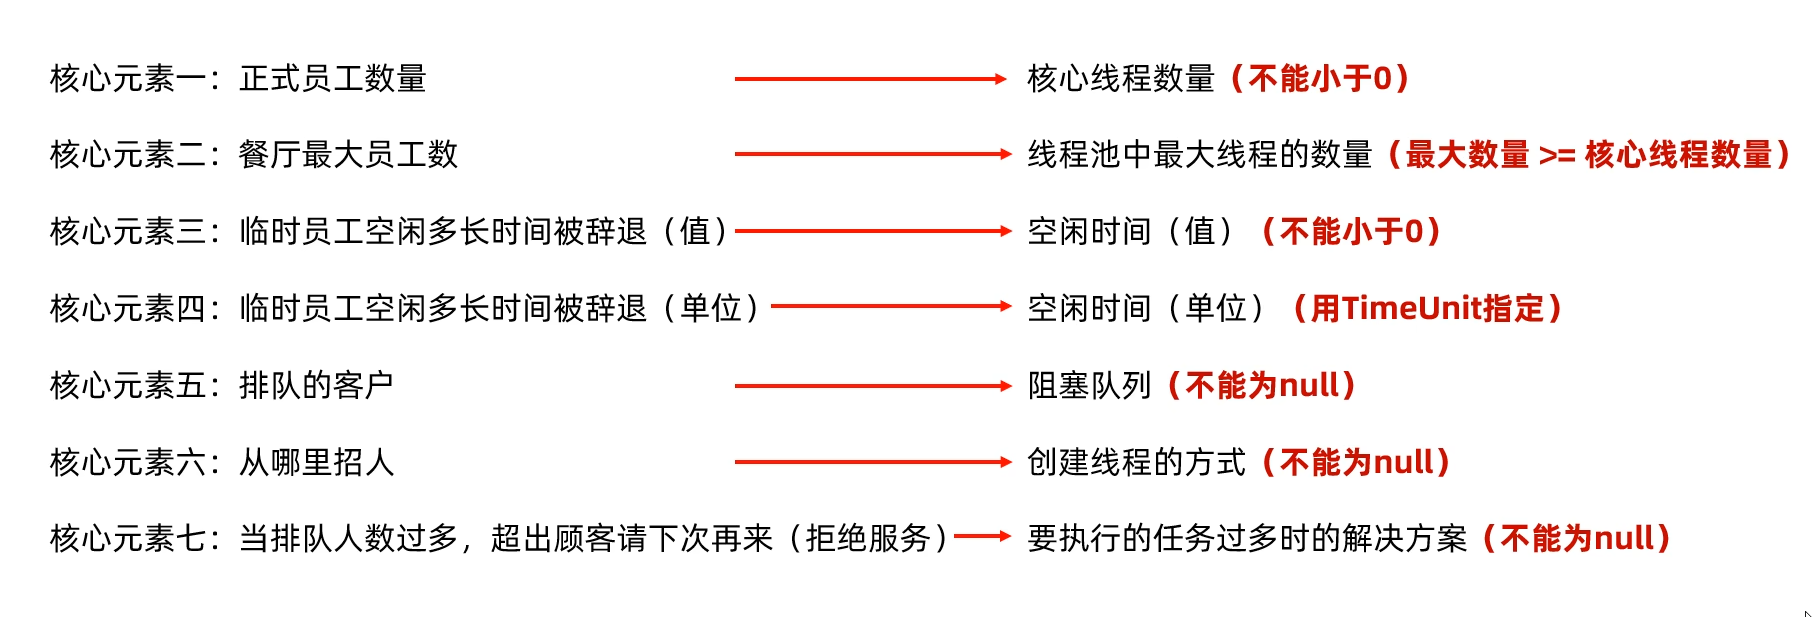 核心元素一：正式员工数量 核心线程数量（不能小于0）
核心元素二：餐厅最大员工数 线程池中最大线程的数量（最大数量 >= 核心线程数量）
核心元素三：临时员工空闲多长时间被辞退（值） 空闲时间（值）（不能小于0）
核心元素四：临时员工空闲多长时间被辞退（单位） 空闲时间（单位）（用TimeUnit指定）
核心元素五：排队的客户 阻塞队列（不能为null）
核心元素六：从哪里招人 创建线程的方式（不能为null）
核心元素七：当排队人数过多，超出顾客请下次再来（拒绝服务） 要执行的任务过多时的解决方案（不能为null）